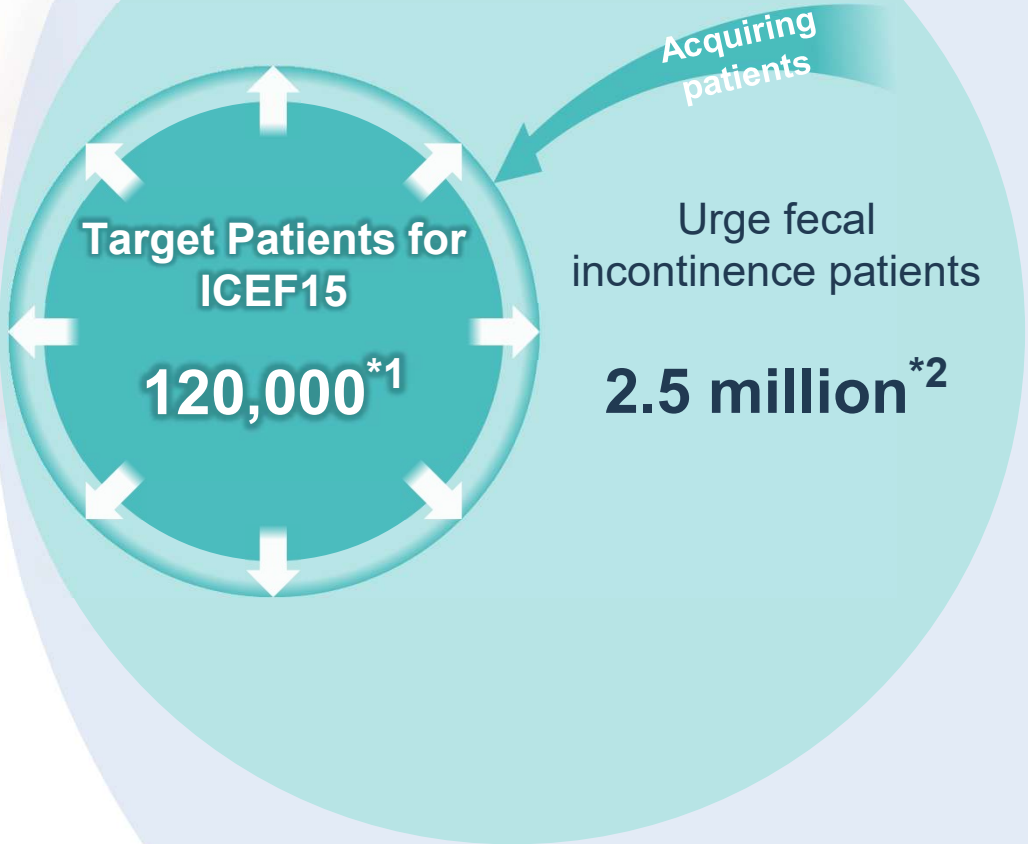 Acquiring
patients
Target Patients for
ICEF15
120,000*1
Urge fecal
incontinence patients
2.5 million*2